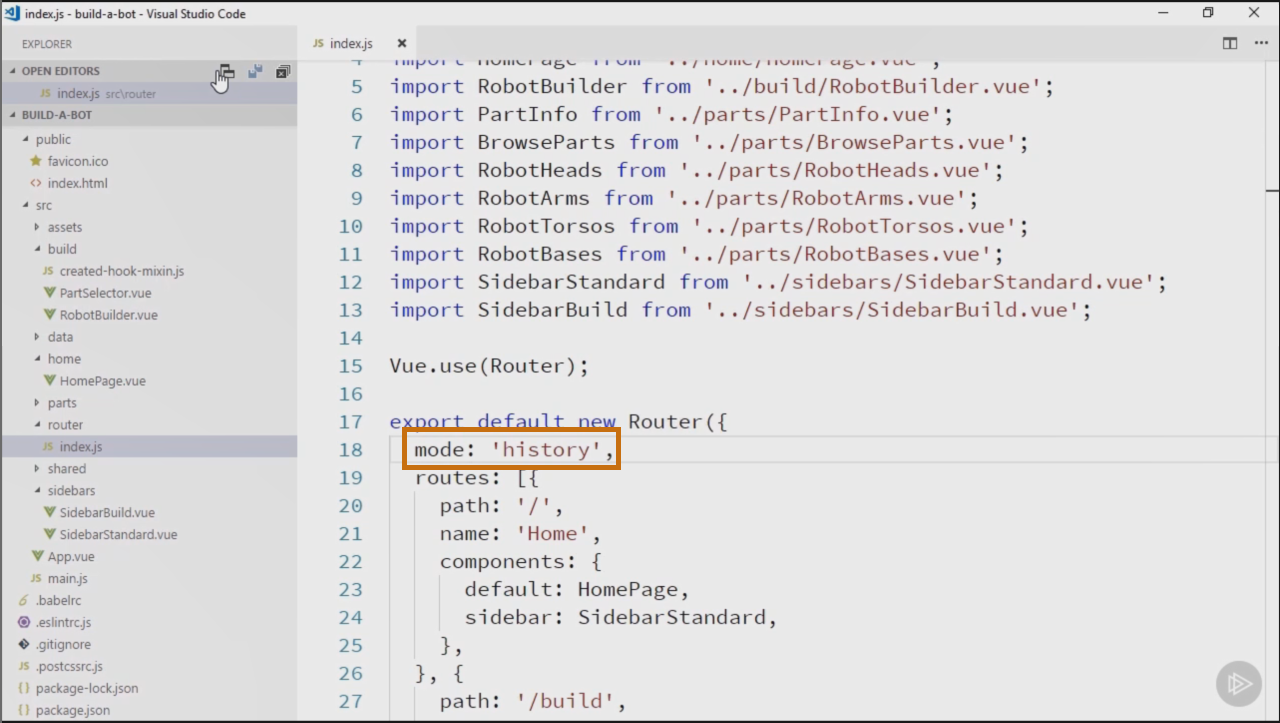 index.js - build-a-bot - Visual Studio Code
EXPLORER
OPEN EDITORS
JS index.js src\router
BUILD-A-BOT
public
favicon.ico
<> index.html
src
assets
build
JS created-hook-mixin.js
PartSelector.vue
RobotBuilder.vue
data
home
HomePage.vue
parts
router
JS index.js
shared
sidebars
SidebarBuild.vue
SidebarStandard.vue
App.vue
JS main.js
.babelrc
.eslintrc.js
.gitignore
JS .postcssrc.js
{} package-lock.json
{} package.json
JS index.js
4 import HomePage from '../home/HomePage.vue';
5 import RobotBuilder from '../build/RobotBuilder.vue';
6 import PartInfo from '../parts/PartInfo.vue';
7 import BrowseParts from '../parts/BrowseParts.vue';
8 import RobotHeads from '../parts/RobotHeads.vue';
9 import RobotArms from '../parts/RobotArms.vue';
10 import RobotTorsos from '../parts/RobotTorsos.vue';
11 import RobotBases from '../parts/RobotBases.vue';
12 import SidebarStandard from '../sidebars/SidebarStandard.vue';
13 import SidebarBuild from '../sidebars/SidebarBuild.vue';
14
15 Vue.use(Router);
16
17 export default new Router({
18 mode: 'history',
19 routes: [{
20 path: '/',
21 name: 'Home',
22 components: {
23 default: HomePage,
24 sidebar: SidebarStandard,
25 },
26 }, {
27 path: '/build',